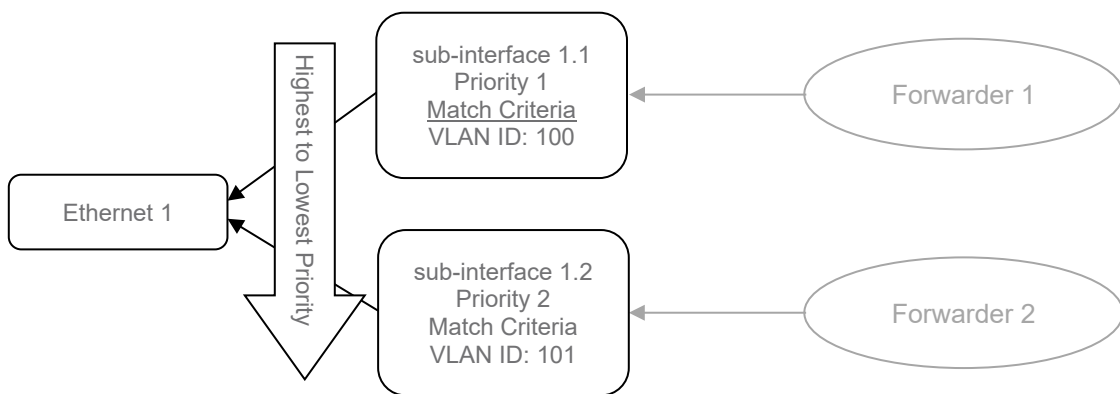 sub-interface 1.1
Priority 1
Match Criteria
VLAN ID: 100
Forwarder 1
Highest to Lowest Priority
Ethernet 1
sub-interface 1.2
Priority 2
Match Criteria
VLAN ID: 101
Forwarder 2